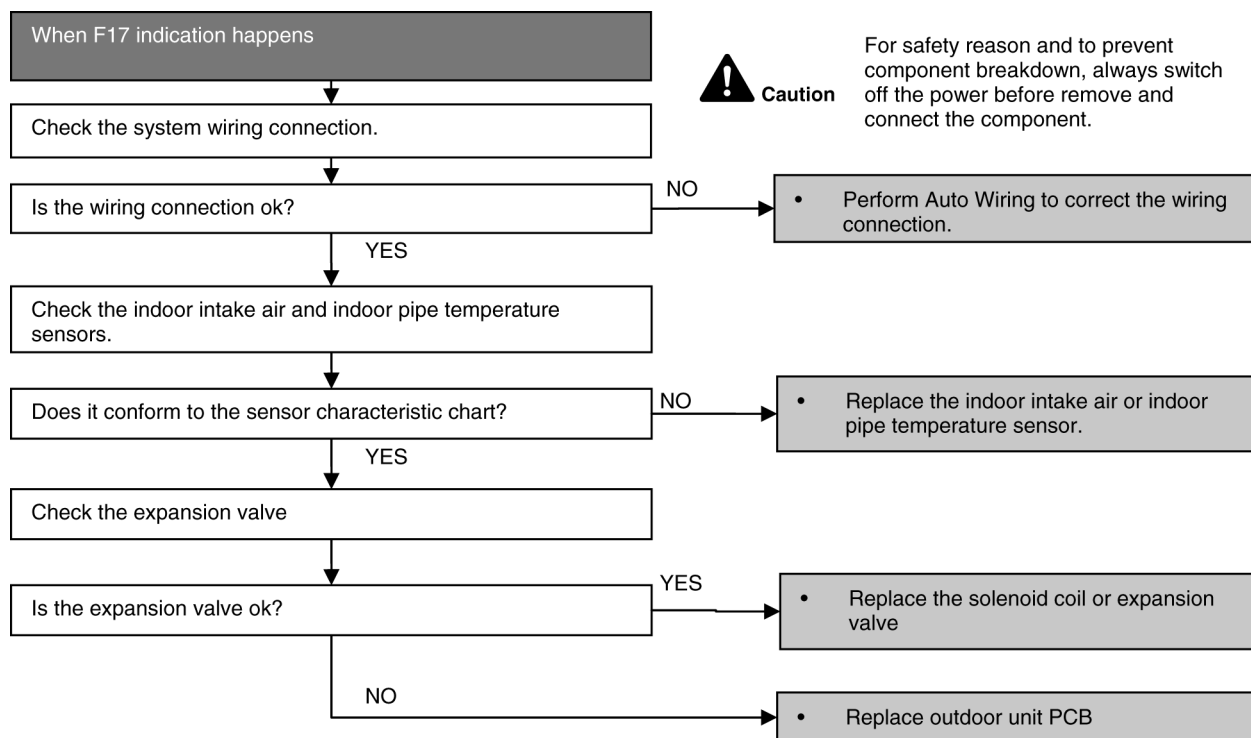 When F17 indication happens
Caution
For safety reason and to prevent
component breakdown, always switch
off the power before remove and
connect the component.
Check the system wiring connection.
Is the wiring connection ok?
NO
• Perform Auto Wiring to correct the wiring
connection.
YES
Check the indoor intake air and indoor pipe temperature
sensors.
Does it conform to the sensor characteristic chart?
NO
• Replace the indoor intake air or indoor
pipe temperature sensor.
YES
Check the expansion valve
Is the expansion valve ok?
YES
• Replace the solenoid coil or expansion
valve
NO
• Replace outdoor unit PCB